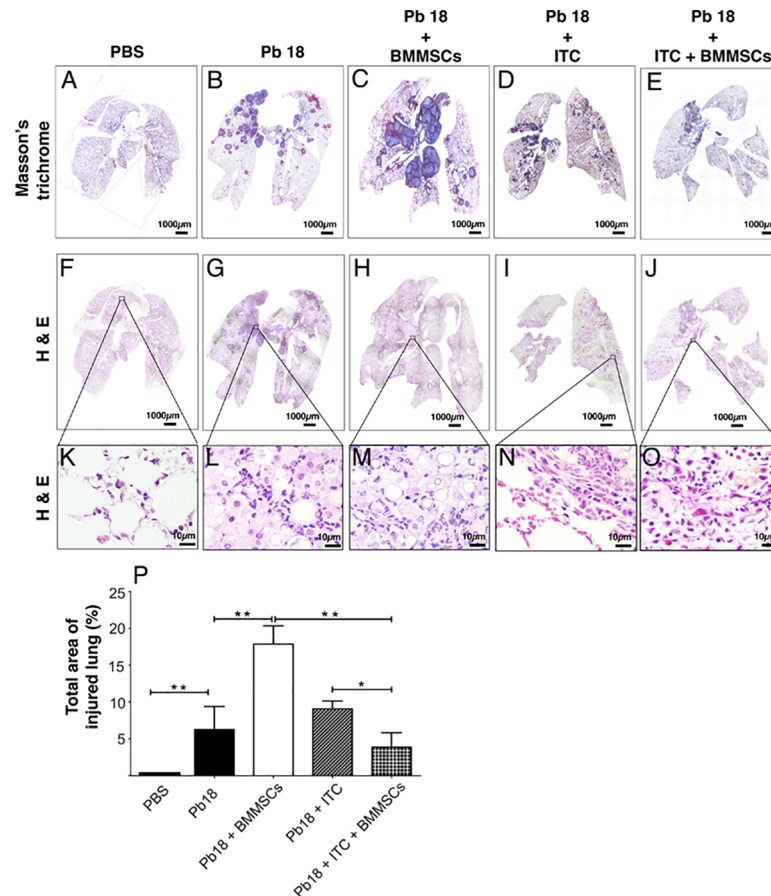 PBS
Pb 18
Pb 18
+
BMMSCs
Pb 18
+
ITC
Pb 18
+
ITC + BMMSCs
Masson's
trichrome
A
B
C
D
E
1000µm
1000µm
1000µm
1000µm
1000µm
H & E
F
G
H
I
J
1000µm
1000µm
1000µm
1000µm
1000µm
H & E
K
L
M
N
O
10µm
10µm
10µm
10µm
10µm
P
Total area of
injured lung (%)
25
20
15
10
5
**
**
**
*
PBS
Pb18
Pb18 + BMMSCs
Pb18 + ITC
Pb18 + ITC + BMMSCs